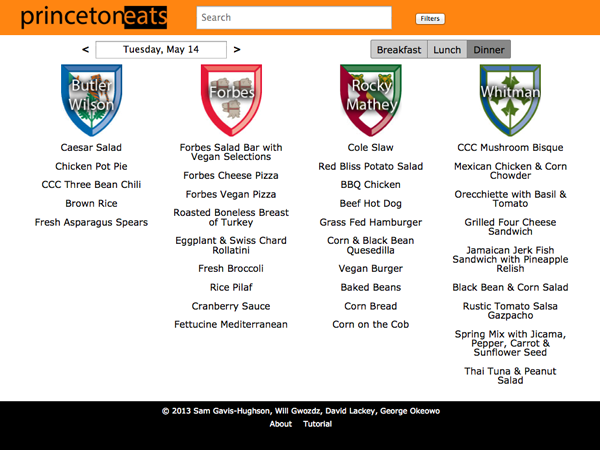 princetoneats
Search
Filters
< Tuesday, May 14 >
Breakfast Lunch Dinner
Butler
Wilson
Caesar Salad
Chicken Pot Pie
CCC Three Bean Chili
Brown Rice
Fresh Asparagus Spears
Forbes
Forbes Salad Bar with
Vegan Selections
Forbes Cheese Pizza
Forbes Vegan Pizza
Roasted Boneless Breast
of Turkey
Eggplant & Swiss Chard
Rollatini
Fresh Broccoli
Rice Pilaf
Cranberry Sauce
Fettucine Mediterranean
Rocky
Mathey
Cole Slaw
Red Bliss Potato Salad
BBQ Chicken
Beef Hot Dog
Grass Fed Hamburger
Corn & Black Bean
Quesedilla
Vegan Burger
Baked Beans
Corn Bread
Corn on the Cob
Whitman
CCC Mushroom Bisque
Mexican Chicken & Corn
Chowder
Orecchiette with Basil &
Tomato
Grilled Four Cheese
Sandwich
Jamaican Jerk Fish
Sandwich with Pineapple
Relish
Black Bean & Corn Salad
Rustic Tomato Salsa
Gazpacho
Spring Mix with Jicama,
Pepper, Carrot &
Sunflower Seed
Thai Tuna & Peanut
Salad
© 2013 Sam Gavis-Hughson, Will Gwozdz, David Lackey, George Okeowo
About Tutorial